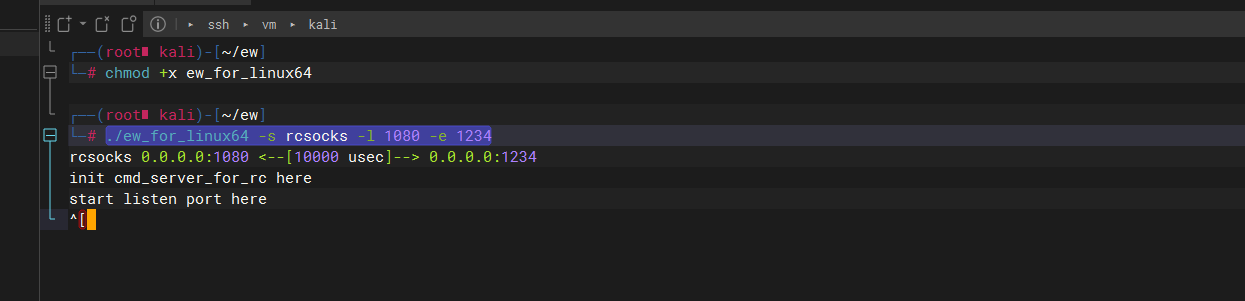 ssh ▸ vm ▸ kali
┌──(root💀kali)-[~/ew]
└─# chmod +x ew_for_linux64
┌──(root💀kali)-[~/ew]
└─# ./ew_for_linux64 -s rcsocks -l 1080 -e 1234
rcsocks 0.0.0.0:1080 <--[10000 usec]--> 0.0.0.0:1234
init cmd_server_for_rc here
start listen port here
^[